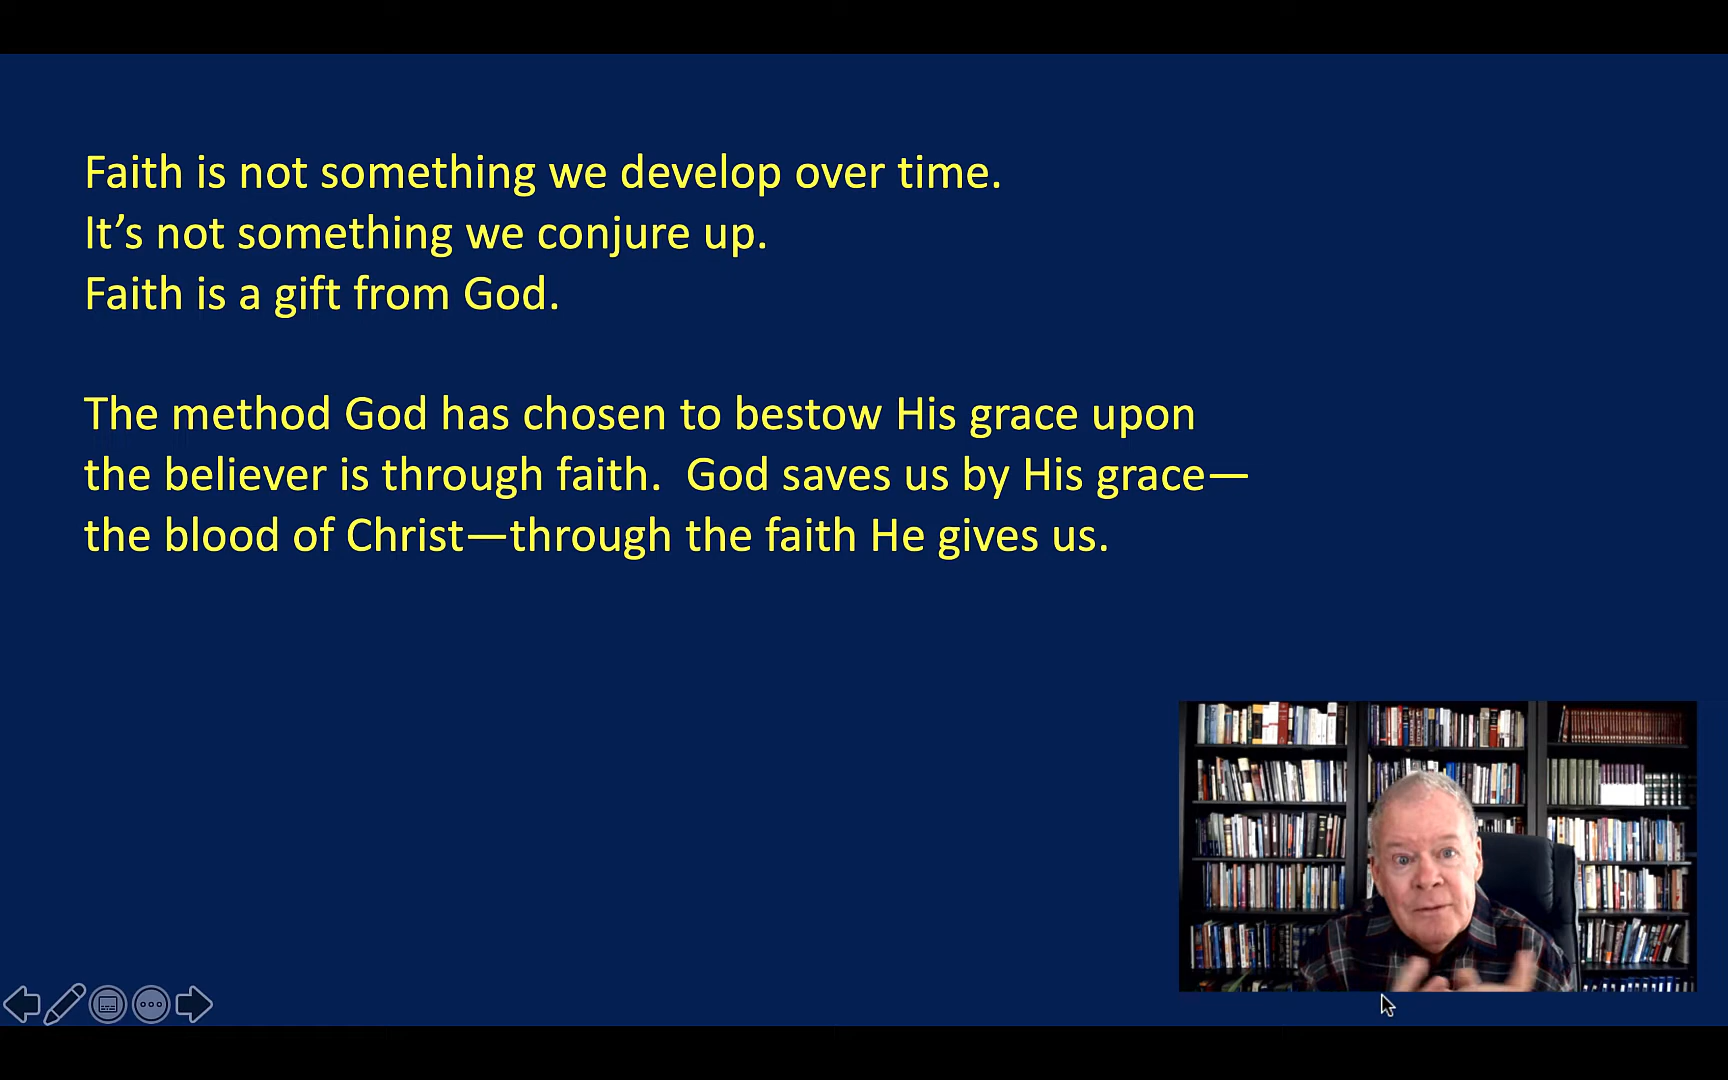 Faith is not something we develop over time.
It’s not something we conjure up.
Faith is a gift from God.
The method God has chosen to bestow His grace upon
the believer is through faith.  God saves us by His grace—
the blood of Christ—through the faith He gives us.